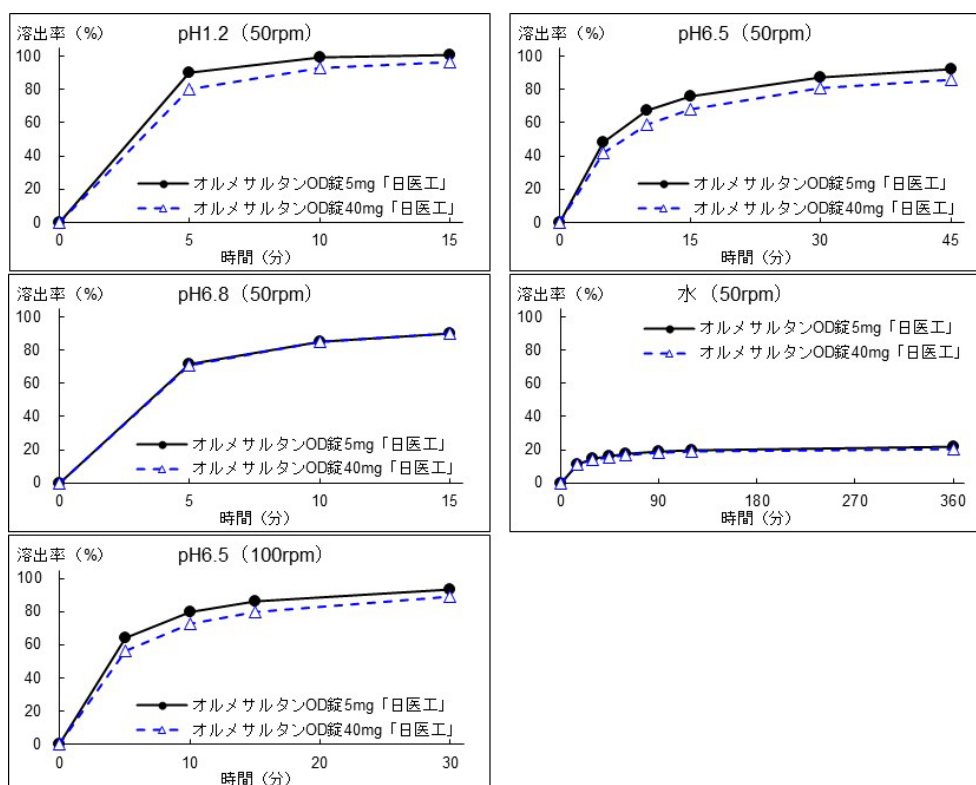 溶出率（%） pH1.2（50rpm）
100
80
60
40
20
0
オルメサルタンOD錠5mg「日医工」
オルメサルタンOD錠40mg「日医工」
0 5 10 15
時間（分）
溶出率（%） pH6.5（50rpm）
100
80
60
40
20
0
オルメサルタンOD錠5mg「日医工」
オルメサルタンOD錠40mg「日医工」
0 15 30 45
時間（分）
溶出率（%） pH6.8（50rpm）
100
80
60
40
20
0
オルメサルタンOD錠5mg「日医工」
オルメサルタンOD錠40mg「日医工」
0 5 10 15
時間（分）
溶出率（%） 水（50rpm）
100
80
60
40
20
0
オルメサルタンOD錠5mg「日医工」
オルメサルタンOD錠40mg「日医工」
0 90 180 270 360
時間（分）
溶出率（%） pH6.5（100rpm）
100
80
60
40
20
0
オルメサルタンOD錠5mg「日医工」
オルメサルタンOD錠40mg「日医工」
0 10 20 30
時間（分）